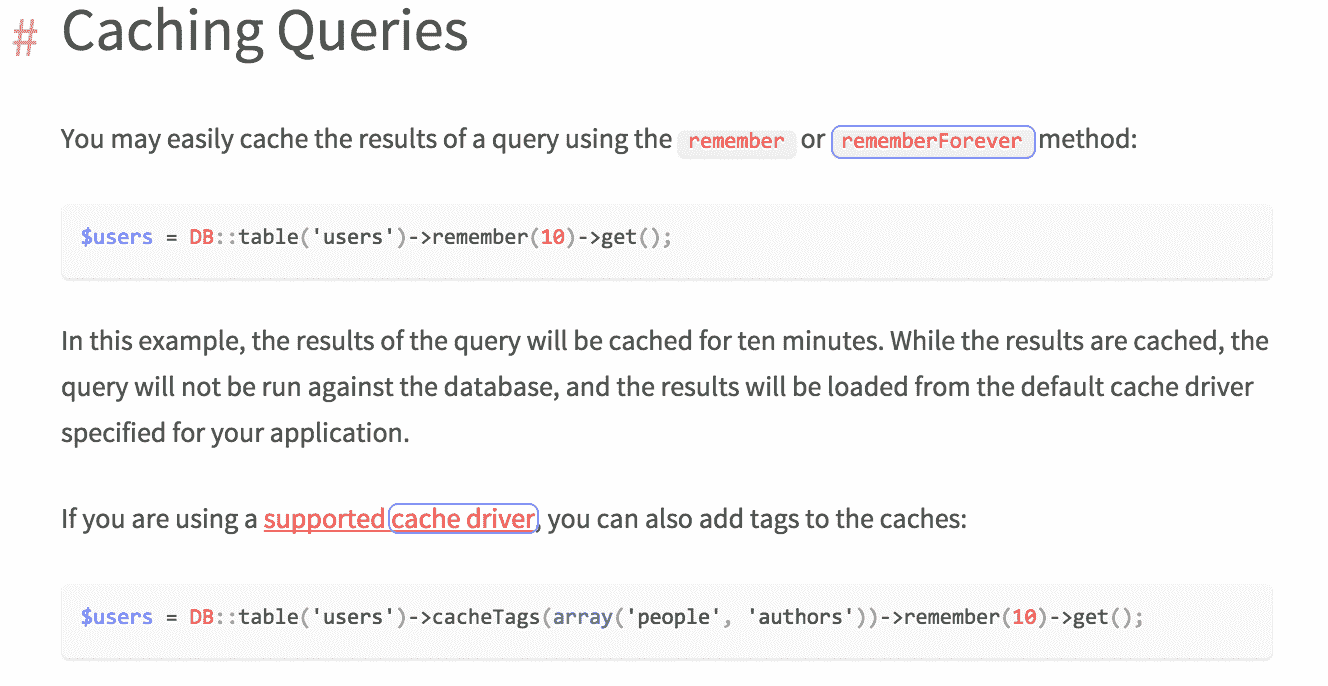 # Caching Queries
You may easily cache the results of a query using the remember or rememberForever method:
$users = DB::table('users')->remember(10)->get();
In this example, the results of the query will be cached for ten minutes. While the results are cached, the
query will not be run against the database, and the results will be loaded from the default cache driver
specified for your application.
If you are using a supported cache driver, you can also add tags to the caches:
$users = DB::table('users')->cacheTags(array('people', 'authors'))->remember(10)->get();